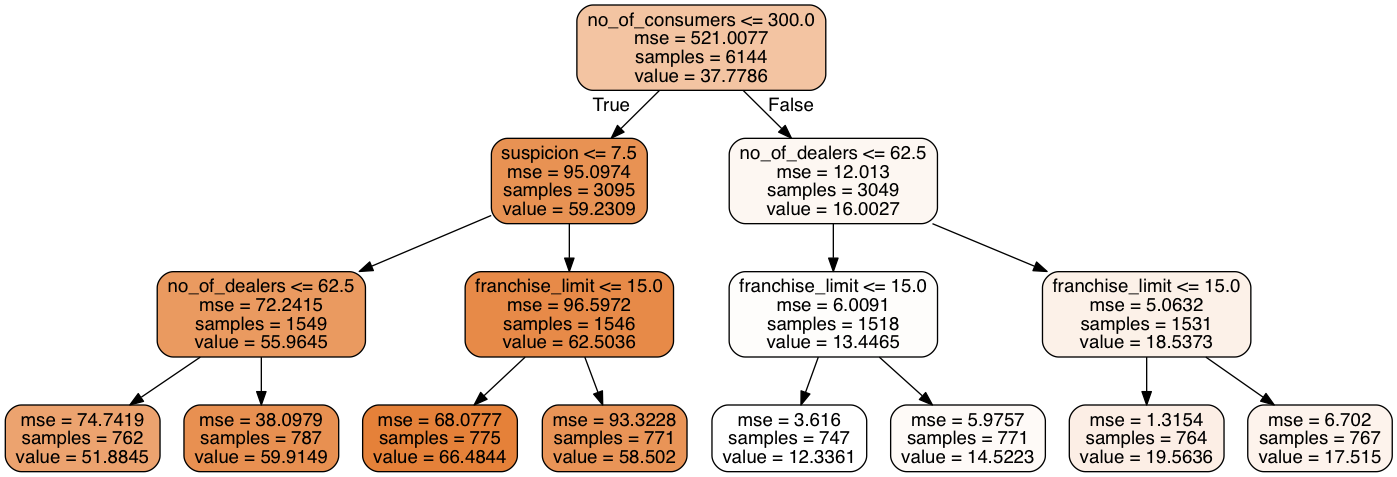 no_of_consumers <= 300.0
mse = 521.0077
samples = 6144
value = 37.7786
True
False
suspicion <= 7.5
mse = 95.0974
samples = 3095
value = 59.2309
no_of_dealers <= 62.5
mse = 12.013
samples = 3049
value = 16.0027
no_of_dealers <= 62.5
mse = 72.2415
samples = 1549
value = 55.9645
franchise_limit <= 15.0
mse = 96.5972
samples = 1546
value = 62.5036
franchise_limit <= 15.0
mse = 6.0091
samples = 1518
value = 13.4465
franchise_limit <= 15.0
mse = 5.0632
samples = 1531
value = 18.5373
mse = 74.7419
samples = 762
value = 51.8845
mse = 38.0979
samples = 787
value = 59.9149
mse = 68.0777
samples = 775
value = 66.4844
mse = 93.3228
samples = 771
value = 58.502
mse = 3.616
samples = 747
value = 12.3361
mse = 5.9757
samples = 771
value = 14.5223
mse = 1.3154
samples = 764
value = 19.5636
mse = 6.702
samples = 767
value = 17.515